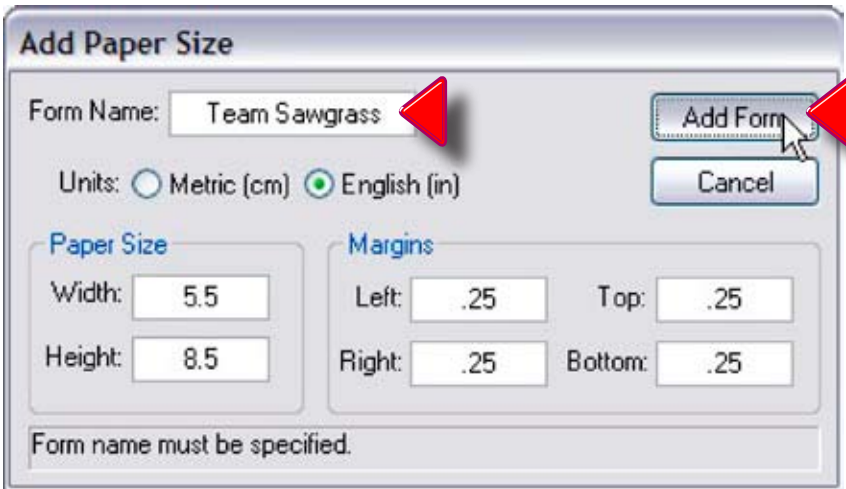 Add Paper Size
Form Name: Team Sawgrass Add Form
Units: Metric (cm) English (in) Cancel
Paper Size Margins
Width: 5.5 Left: .25 Top: .25
Height: 8.5 Right: .25 Bottom: .25
Form name must be specified.